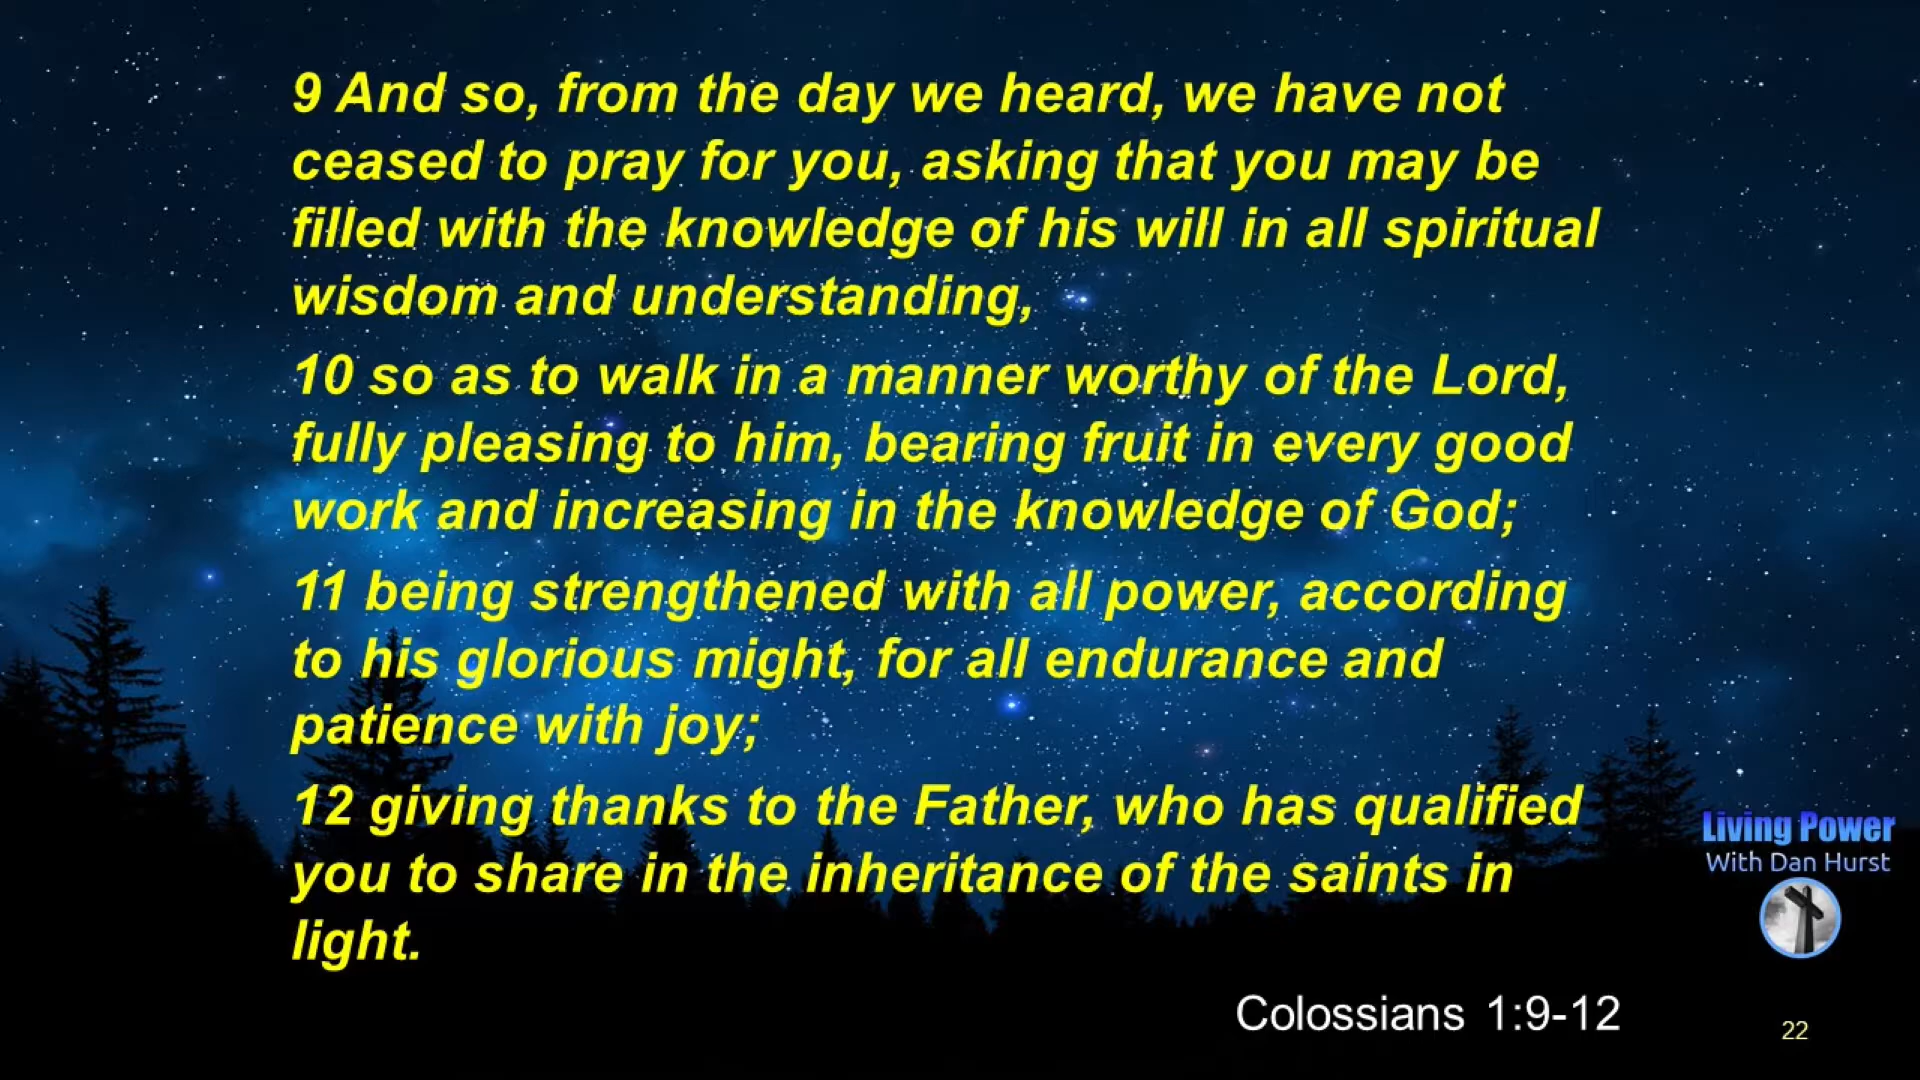 9 And so, from the day we heard, we have not
ceased to pray for you, asking that you may be
filled with the knowledge of his will in all spiritual
wisdom and understanding,
10 so as to walk in a manner worthy of the Lord,
fully pleasing to him, bearing fruit in every good
work and increasing in the knowledge of God;
11 being strengthened with all power, according
to his glorious might, for all endurance and
patience with joy;
12 giving thanks to the Father, who has qualified
you to share in the inheritance of the saints in
light.
Living Power
With Dan Hurst
Colossians 1:9-12
22